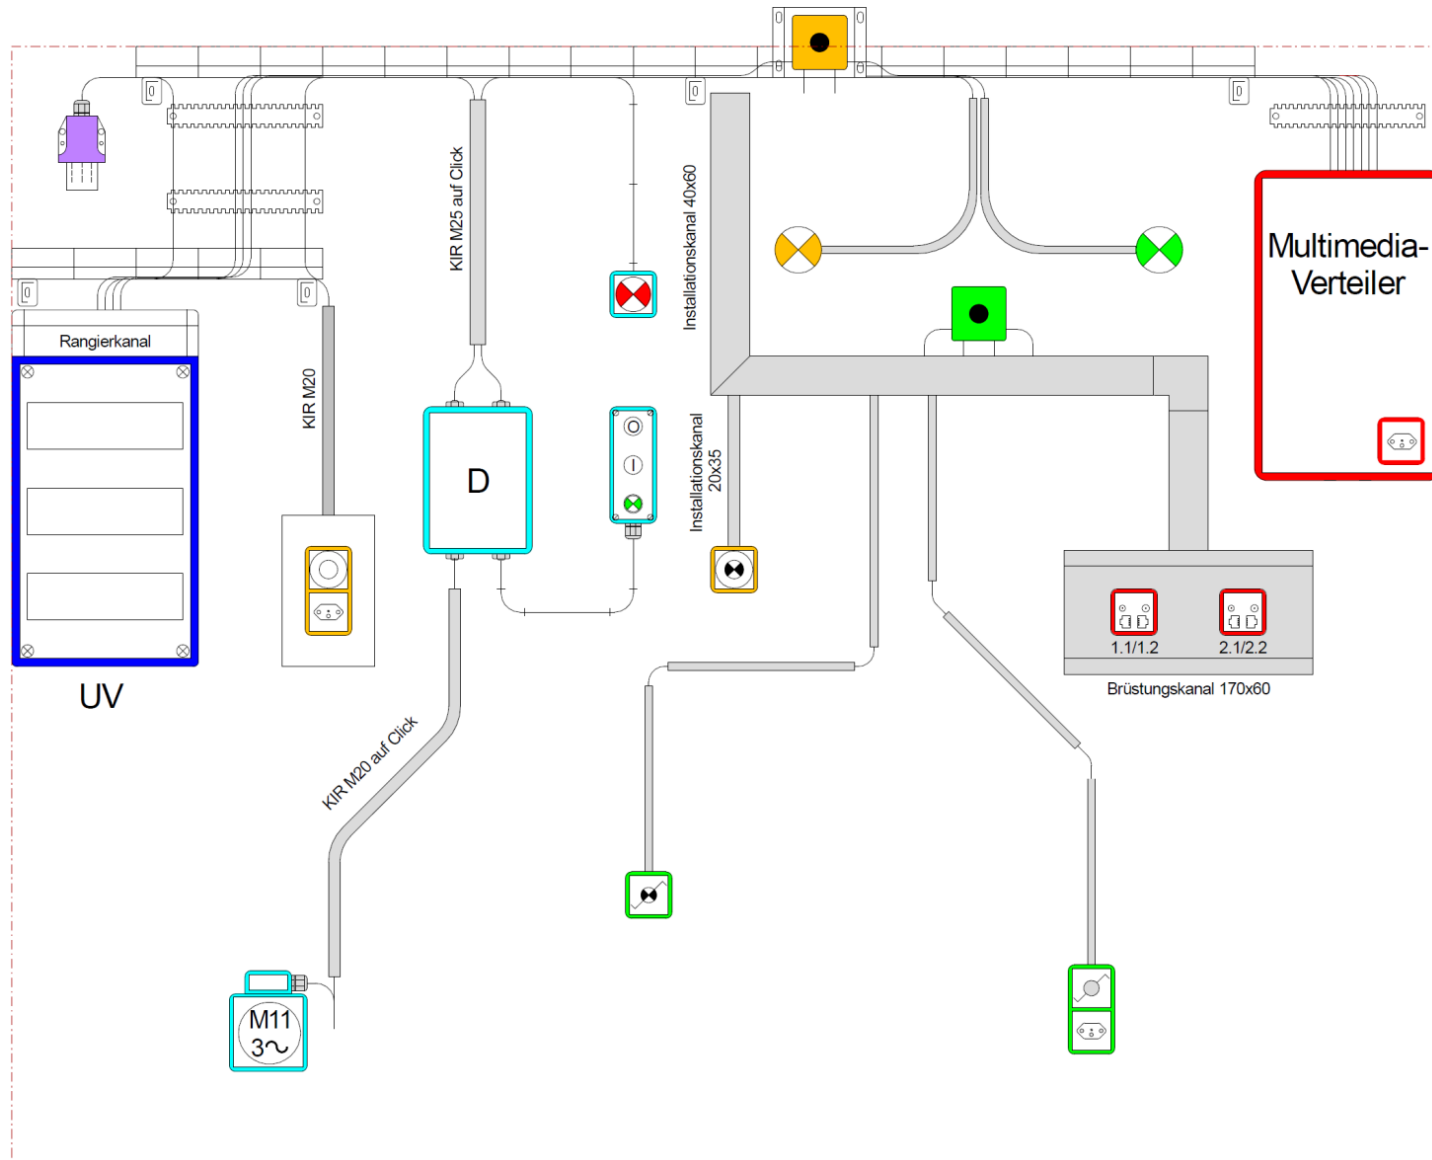 Rangierkanal
UV
KIR M20
KIR M25 auf Click
D
O
I
KIR M20 auf Click
M11
3~
Installationskanal 40x60
Installationskanal
20x35
Multimedia-
Verteiler
1.1/1.2
2.1/2.2
Brüstungskanal 170x60